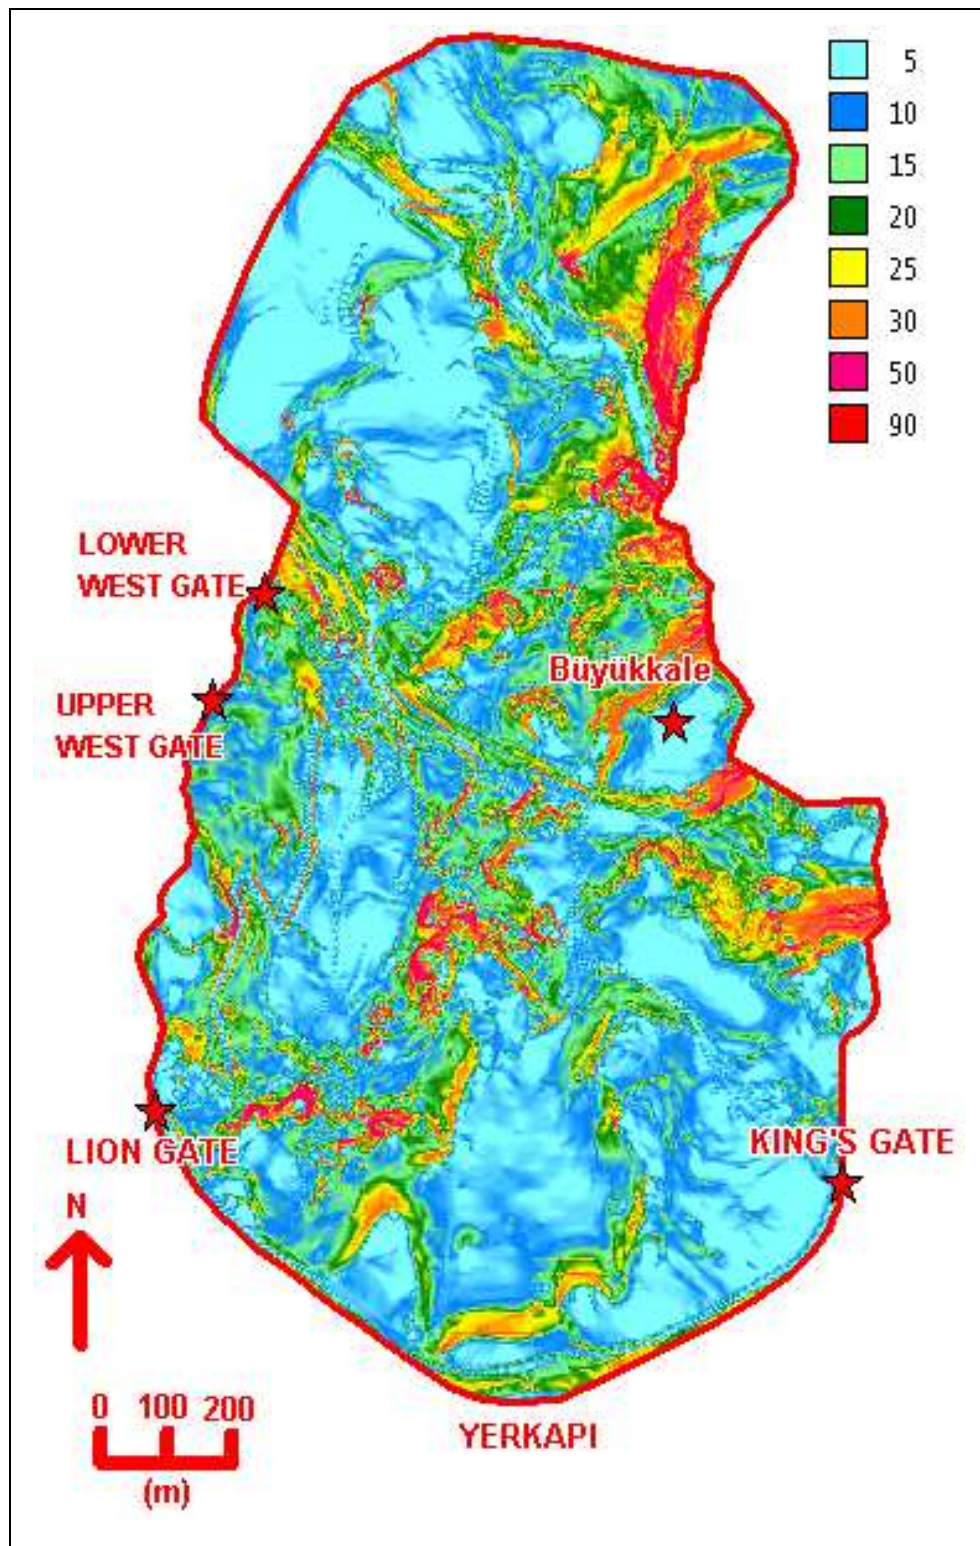 5
10
15
20
25
30
50
90
LOWER
WEST GATE
Büyükkale
UPPER
WEST GATE
LION GATE
KING'S GATE
N
0 100 200
(m)
YERKAPI